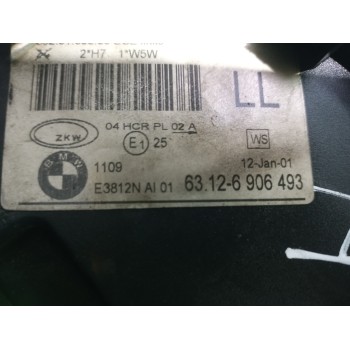 2*H7 1*W5W
LL
ZKW
04 HCR PL 02 A
E1 25
WS
BMW
1109
12-Jan-01
E3812N AI 01 63.12-6 906 493